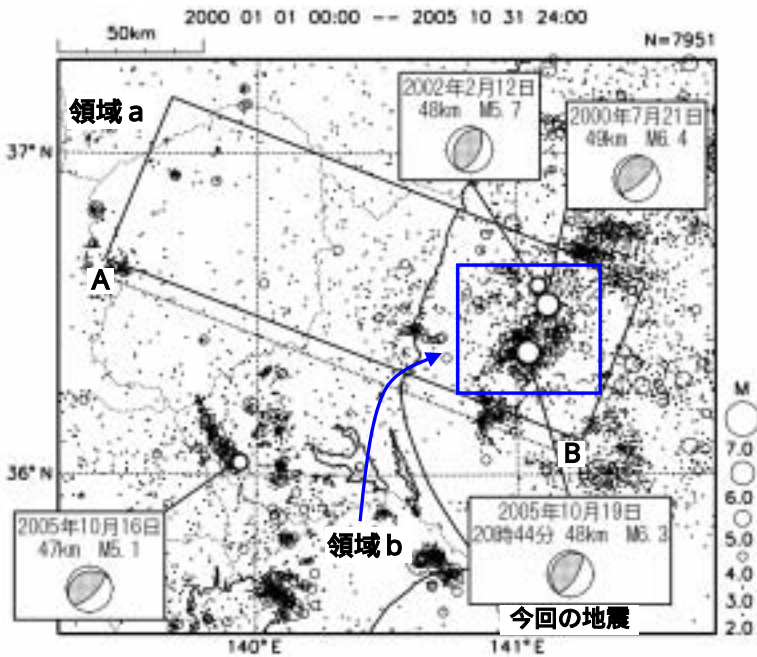 2000 01 01 00:00 -- 2005 10 31 24:00
50km
N=7951
領域a
2002年2月12日
48km M5.7
2000年7月21日
49km M6.4
37°N
A
B
M
7.0
6.0
5.0
4.0
3.0
2.0
36°N
2005年10月16日
47km M5.1
領域b
2005年10月19日
20時44分 48km M6.3
今回の地震
140°E
141°E